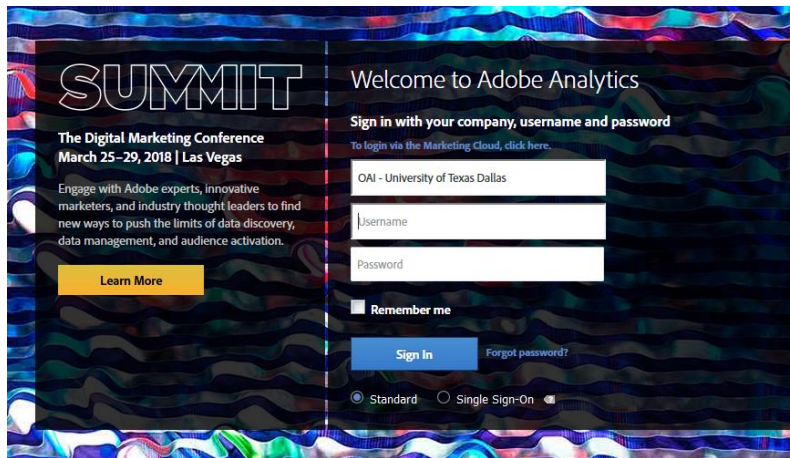 SUMMIT
The Digital Marketing Conference
March 25–29, 2018 | Las Vegas
Engage with Adobe experts, innovative
marketers, and industry thought leaders to find
new ways to push the limits of data discovery,
data management, and audience activation.
Learn More
Welcome to Adobe Analytics
Sign in with your company, username and password
To login via the Marketing Cloud, click here.
OAI - University of Texas Dallas
Username
Password
Remember me
Sign In Forgot password?
Standard Single Sign-On ?